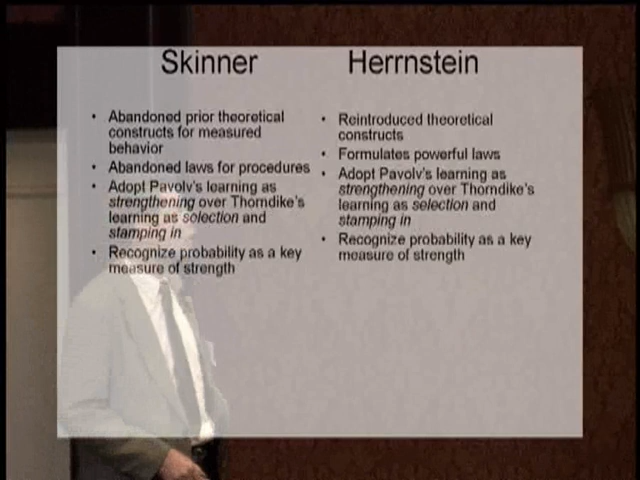 Skinner
• Abandoned prior theoretical
constructs for measured
behavior
• Abandoned laws for procedures
• Adopt Pavolv's learning as
strengthening over Thorndike's
learning as selection and
stamping in
• Recognize probability as a key
measure of strength
Herrnstein
• Reintroduced theoretical
constructs
• Formulates powerful laws
• Adopt Pavolv's learning as
strengthening over Thorndike's
learning as selection and
stamping in
• Recognize probability as a key
measure of strength